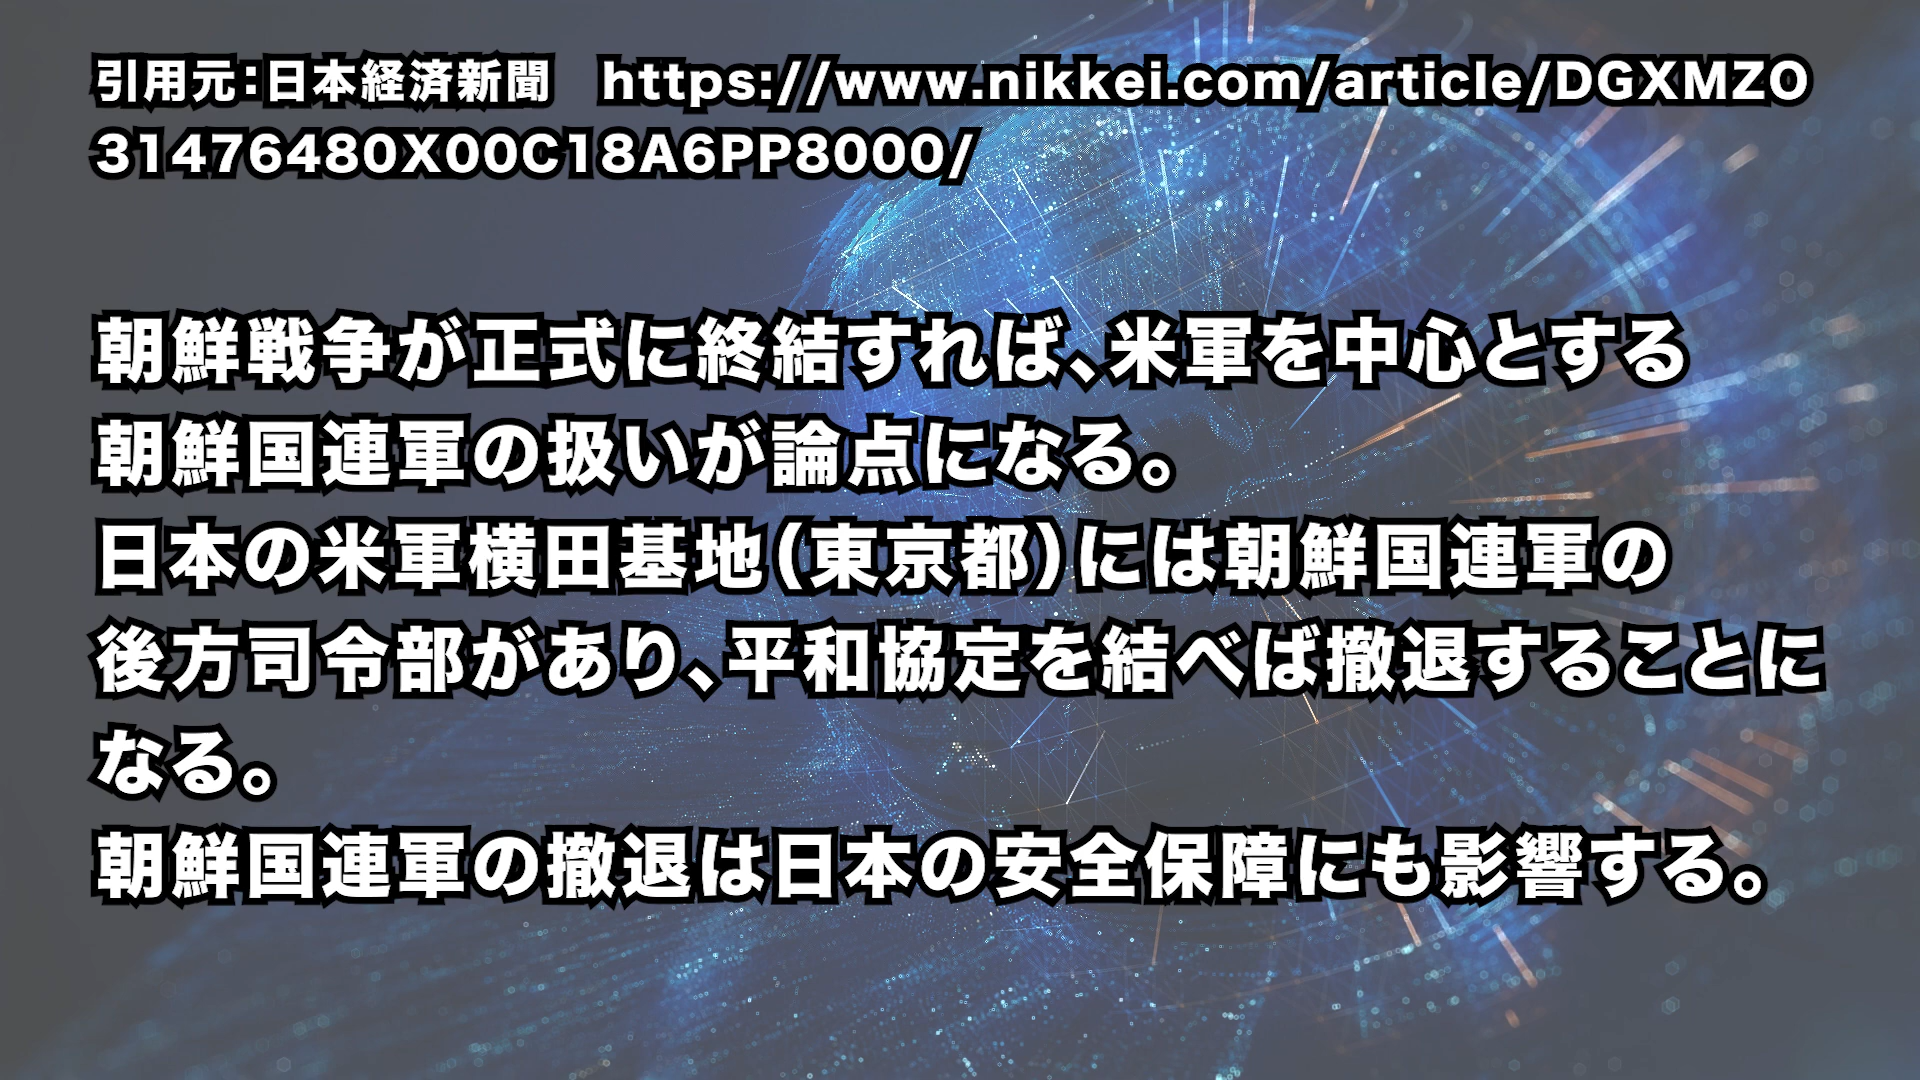 引用元：日本経済新聞　https://www.nikkei.com/article/DGXMZO
31476480X00C18A6PP8000/
朝鮮戦争が正式に終結すれば、米軍を中心とする
朝鮮国連軍の扱いが論点になる。
日本の米軍横田基地（東京都）には朝鮮国連軍の
後方司令部があり、平和協定を結べば撤退することに
なる。
朝鮮国連軍の撤退は日本の安全保障にも影響する。